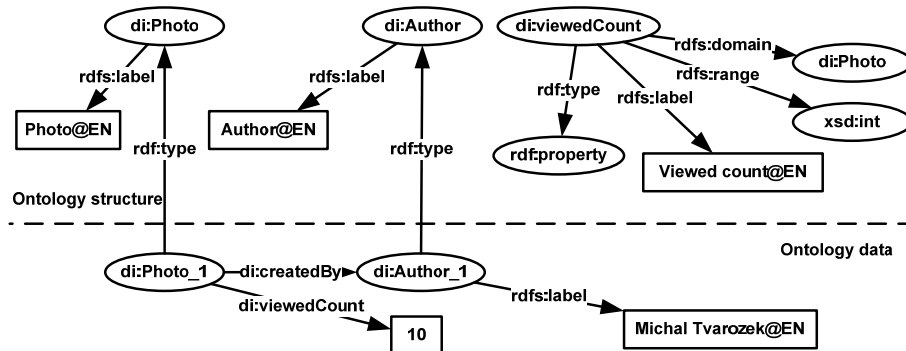 di:Photo
di:Author
di:viewedCount
rdfs:domain
di:Photo
rdfs:label
rdfs:label
rdfs:range
rdf:type
rdfs:label
Photo@EN
Author@EN
xsd:int
rdf:type
rdf:type
rdf:property
Viewed count@EN
Ontology structure
Ontology data
di:Photo_1
di:createdBy
di:Author_1
di:viewedCount
rdfs:label
10
Michal Tvarozek@EN